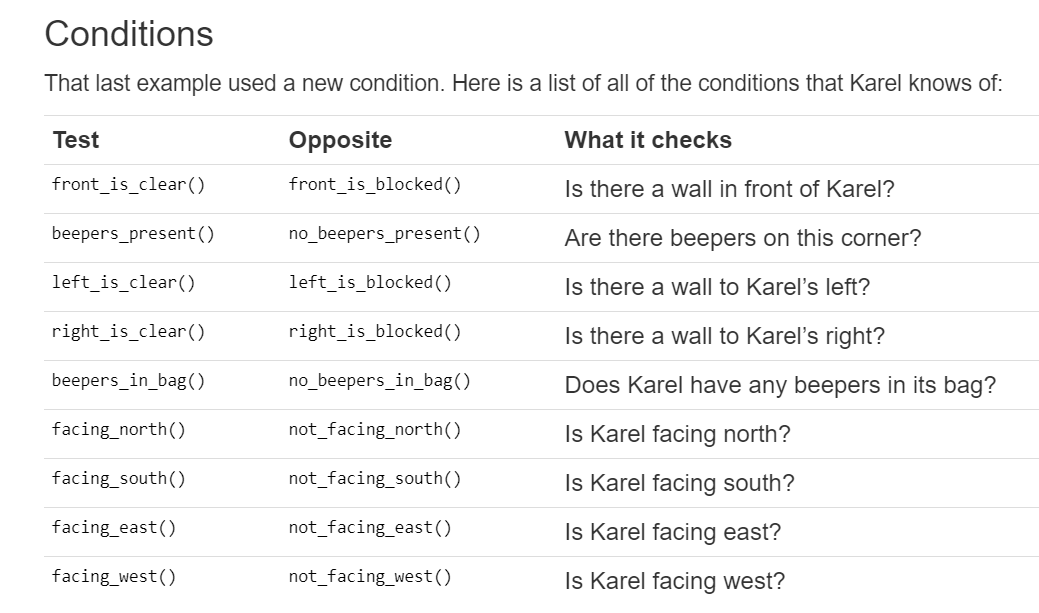 Conditions
That last example used a new condition. Here is a list of all of the conditions that Karel knows of:
Test Opposite What it checks
front_is_clear() front_is_blocked() Is there a wall in front of Karel?
beepers_present() no_beepers_present() Are there beepers on this corner?
left_is_clear() left_is_blocked() Is there a wall to Karel’s left?
right_is_clear() right_is_blocked() Is there a wall to Karel’s right?
beepers_in_bag() no_beepers_in_bag() Does Karel have any beepers in its bag?
facing_north() not_facing_north() Is Karel facing north?
facing_south() not_facing_south() Is Karel facing south?
facing_east() not_facing_east() Is Karel facing east?
facing_west() not_facing_west() Is Karel facing west?